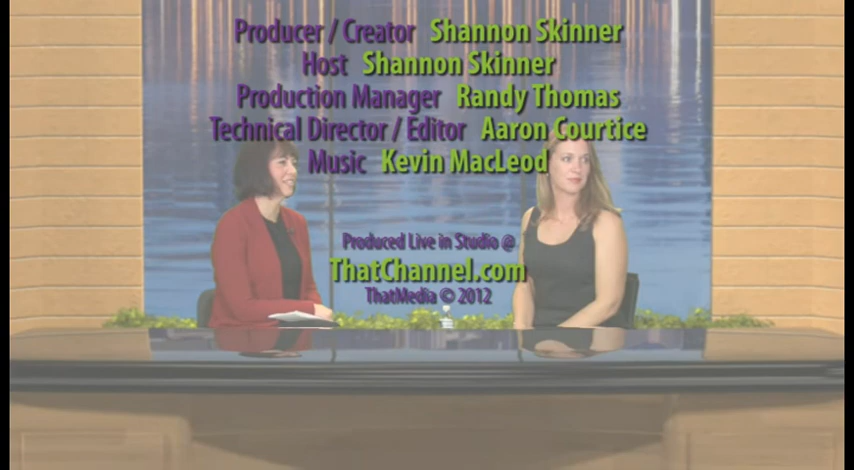 Producer / Creator Shannon Skinner
Host Shannon Skinner
Production Manager Randy Thomas
Technical Director / Editor Aaron Courtice
Music Kevin MacLeod
Produced Live in Studio @
ThatChannel.com
ThatMedia © 2012